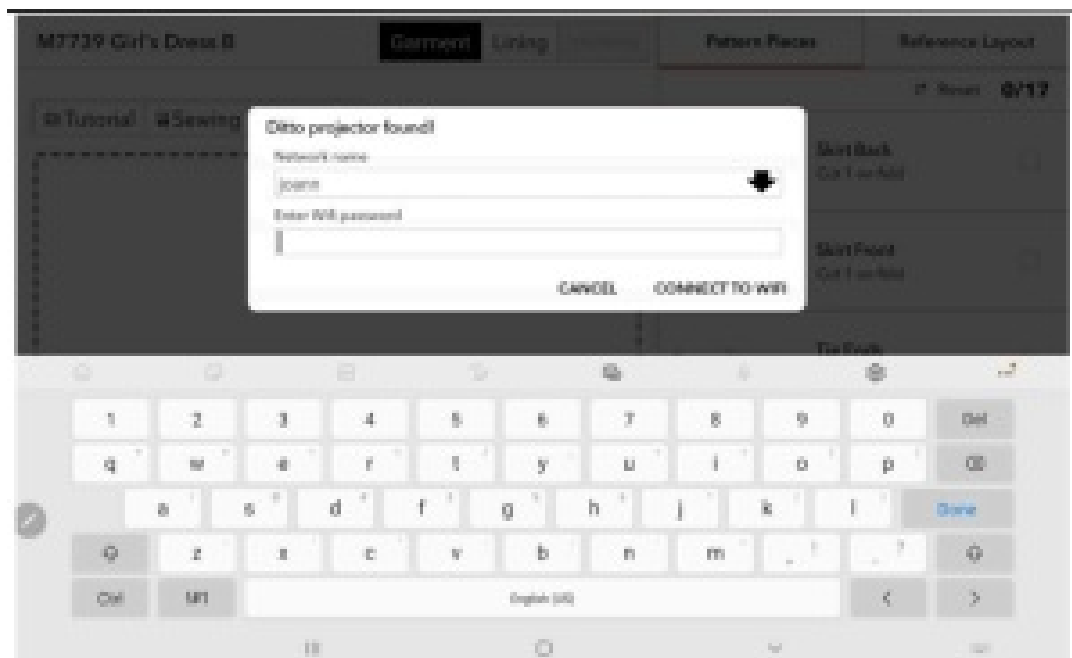 M7739 Girl's Dress B
Garment Lining
Pattern Pieces Reference Layout
Reset 0/17
Tutorial Sewing
Ditto projector found!
Network name
joann
Enter Wifi password
CANCEL CONNECT TO WIFI
Skirt Back
Cut 1 on fold
Skirt Front
Cut 1 on fold
Tie Ends
1 2 3 4 5 6 7 8 9 0 Del
q w e r t y u i o p
a s d f g h j k l Done
z x c v b n m , .
Ctrl English (US) < >